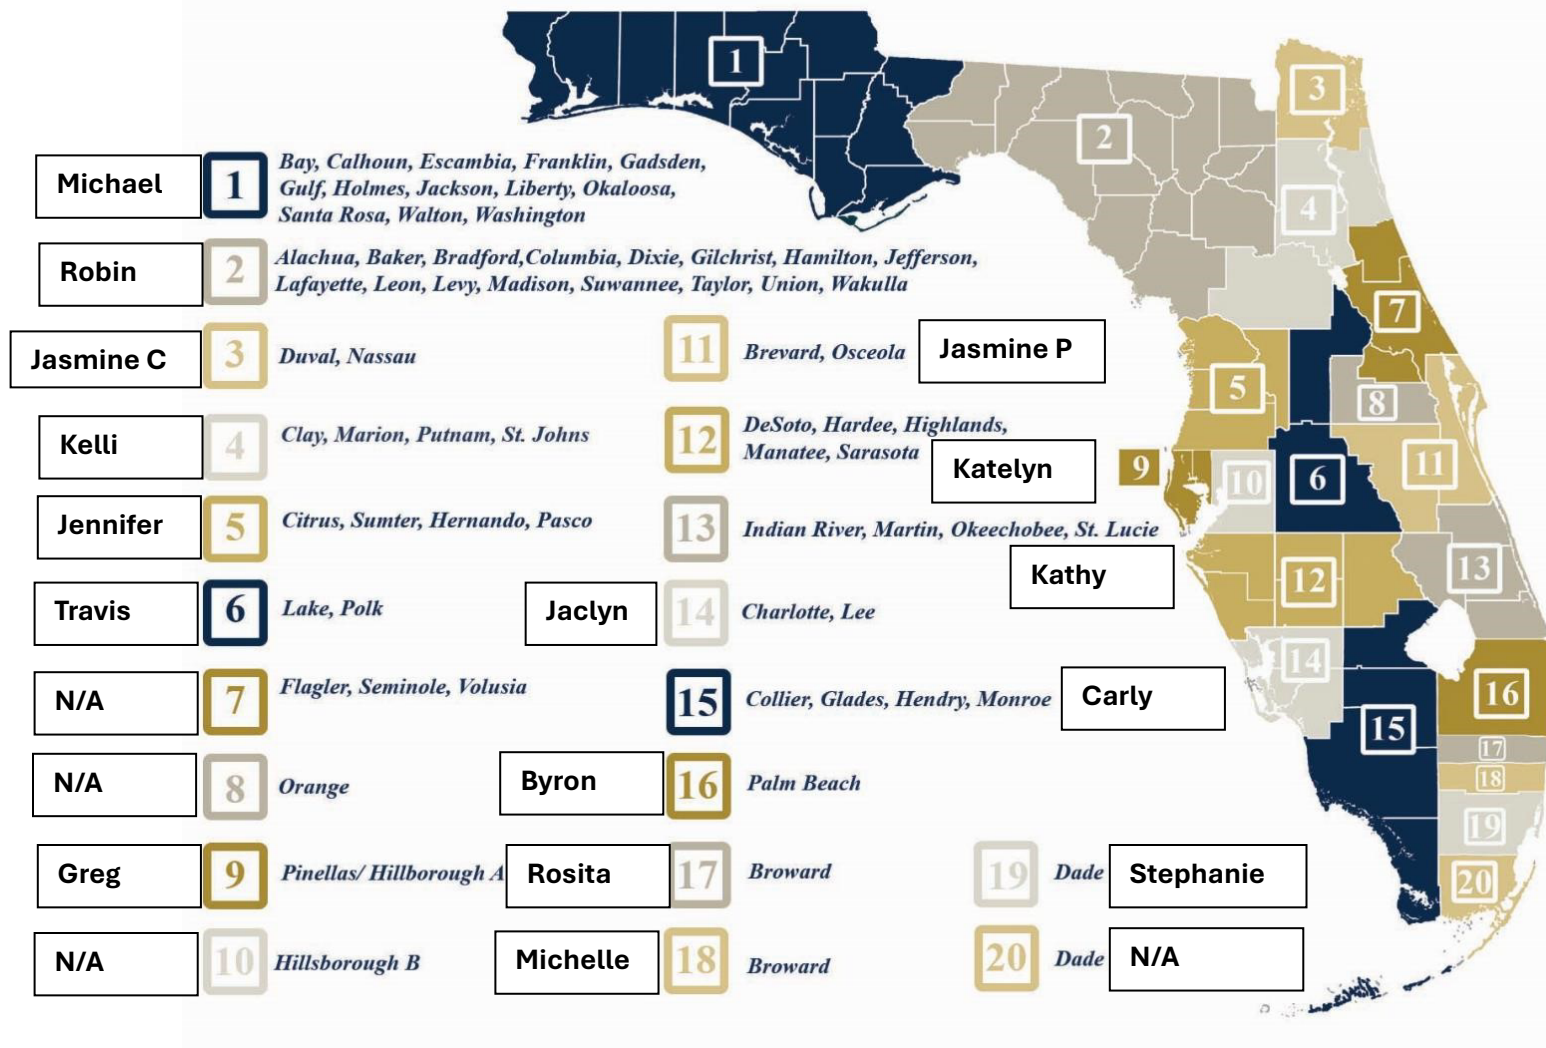 Michael
1
Bay, Calhoun, Escambia, Franklin, Gadsden,
Gulf, Holmes, Jackson, Liberty, Okaloosa,
Santa Rosa, Walton, Washington
Robin
2
Alachua, Baker, Bradford,Columbia, Dixie, Gilchrist, Hamilton, Jefferson,
Lafayette, Leon, Levy, Madison, Suwannee, Taylor, Union, Wakulla
Jasmine C
3
Duval, Nassau
Kelli
4
Clay, Marion, Putnam, St. Johns
Jennifer
5
Citrus, Sumter, Hernando, Pasco
Travis
6
Lake, Polk
N/A
7
Flagler, Seminole, Volusia
N/A
8
Orange
Greg
9
Pinellas/ Hillborough A
N/A
10
Hillsborough B
11
Brevard, Osceola
Jasmine P
12
DeSoto, Hardee, Highlands,
Manatee, Sarasota
Katelyn
13
Indian River, Martin, Okeechobee, St. Lucie
Kathy
Jaclyn
14
Charlotte, Lee
15
Collier, Glades, Hendry, Monroe
Carly
Byron
16
Palm Beach
Rosita
17
Broward
Michelle
18
Broward
19
Dade
Stephanie
20
Dade
N/A
1
2
3
4
7
5
8
9
10
6
11
12
13
14
15
16
17
18
19
20